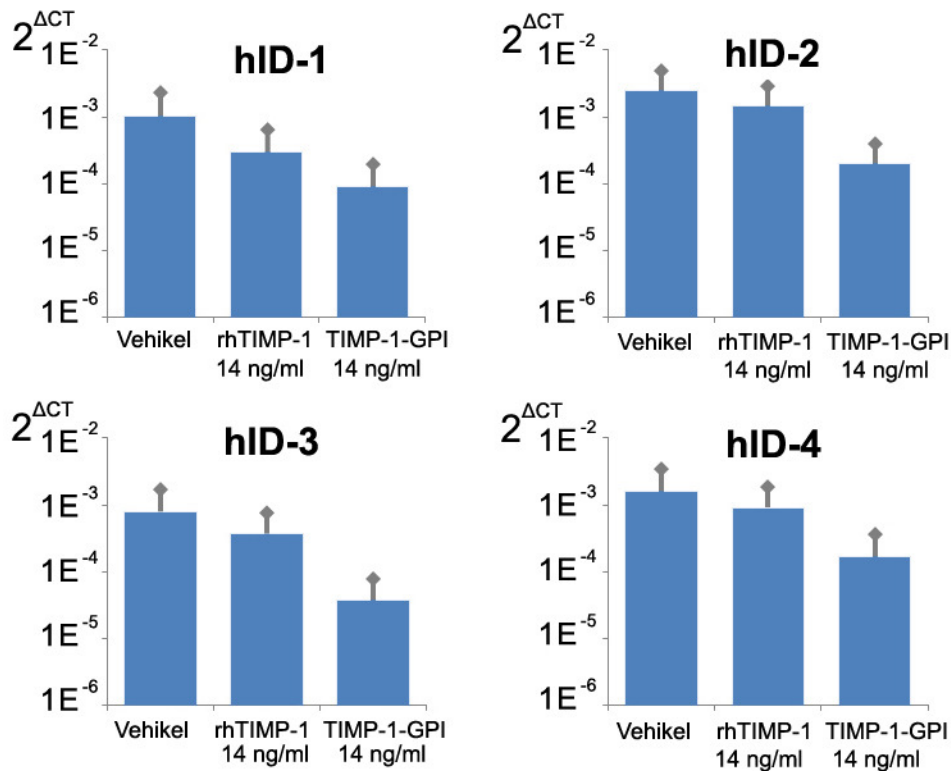 2^ΔCT
hID-1
1E^-2
1E^-3
1E^-4
1E^-5
1E^-6
Vehikel rhTIMP-1 TIMP-1-GPI
14 ng/ml 14 ng/ml
2^ΔCT
hID-2
1E^-2
1E^-3
1E^-4
1E^-5
1E^-6
Vehikel rhTIMP-1 TIMP-1-GPI
14 ng/ml 14 ng/ml
2^ΔCT
hID-3
1E^-2
1E^-3
1E^-4
1E^-5
1E^-6
Vehikel rhTIMP-1 TIMP-1-GPI
14 ng/ml 14 ng/ml
2^ΔCT
hID-4
1E^-2
1E^-3
1E^-4
1E^-5
1E^-6
Vehikel rhTIMP-1 TIMP-1-GPI
14 ng/ml 14 ng/ml